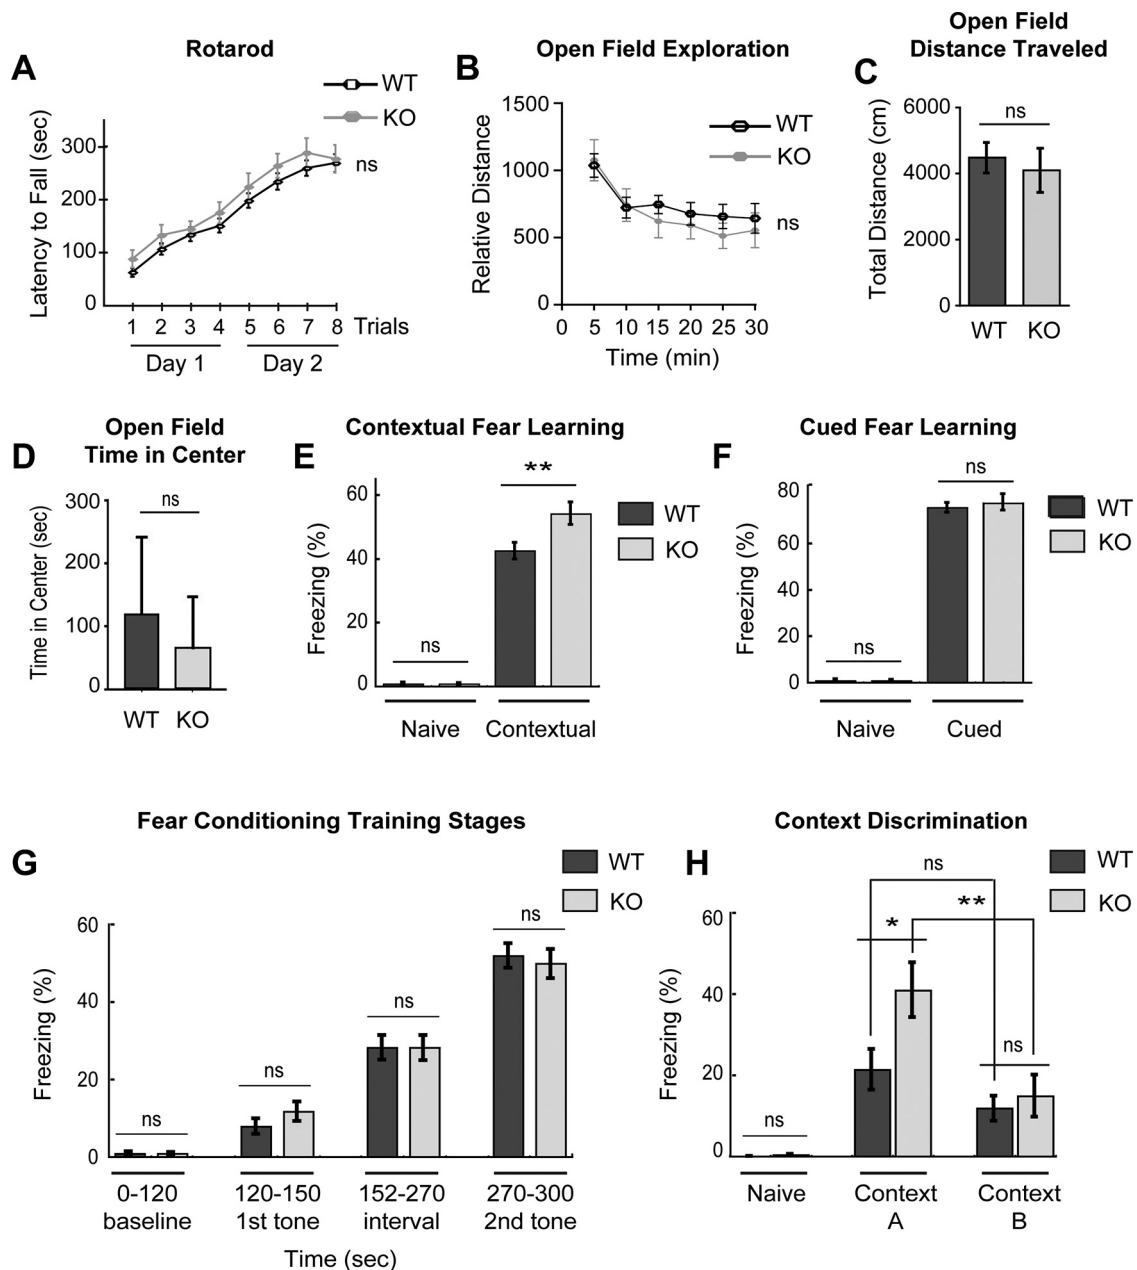 A
Rotarod
WT
KO
Latency to Fall (sec)
300
200
100
0
ns
1 2 3 4 5 6 7 8 Trials
Day 1 Day 2
B
Open Field Exploration
WT
KO
Relative Distance
1500
1000
500
0
ns
0 5 10 15 20 25 30
Time (min)
C
Open Field
Distance Traveled
Total Distance (cm)
6000
4000
2000
0
ns
WT KO
D
Open Field
Time in Center
Time in Center (sec)
300
200
100
0
ns
WT KO
E
Contextual Fear Learning
**
WT
KO
Freezing (%)
60
40
20
0
ns
Naive Contextual
F
Cued Fear Learning
ns
WT
KO
Freezing (%)
80
60
40
20
0
ns
Naive Cued
G
Fear Conditioning Training Stages
WT
KO
Freezing (%)
60
40
20
0
ns
ns
ns
ns
0-120 120-150 152-270 270-300
baseline 1st tone interval 2nd tone
Time (sec)
H
Context Discrimination
WT
KO
ns
**
*
Freezing (%)
60
40
20
0
ns
ns
Naive Context Context
A B